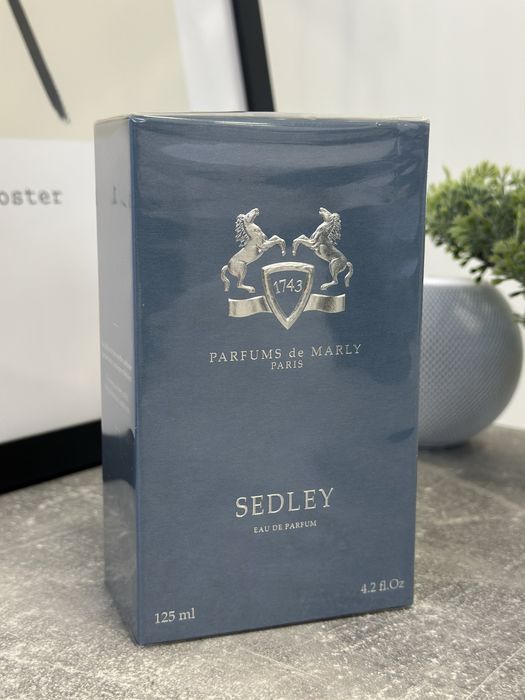 oster
1743
PARFUMS de MARLY
PARIS
SEDLEY
EAU DE PARFUM
125 ml
4.2 fl.Oz